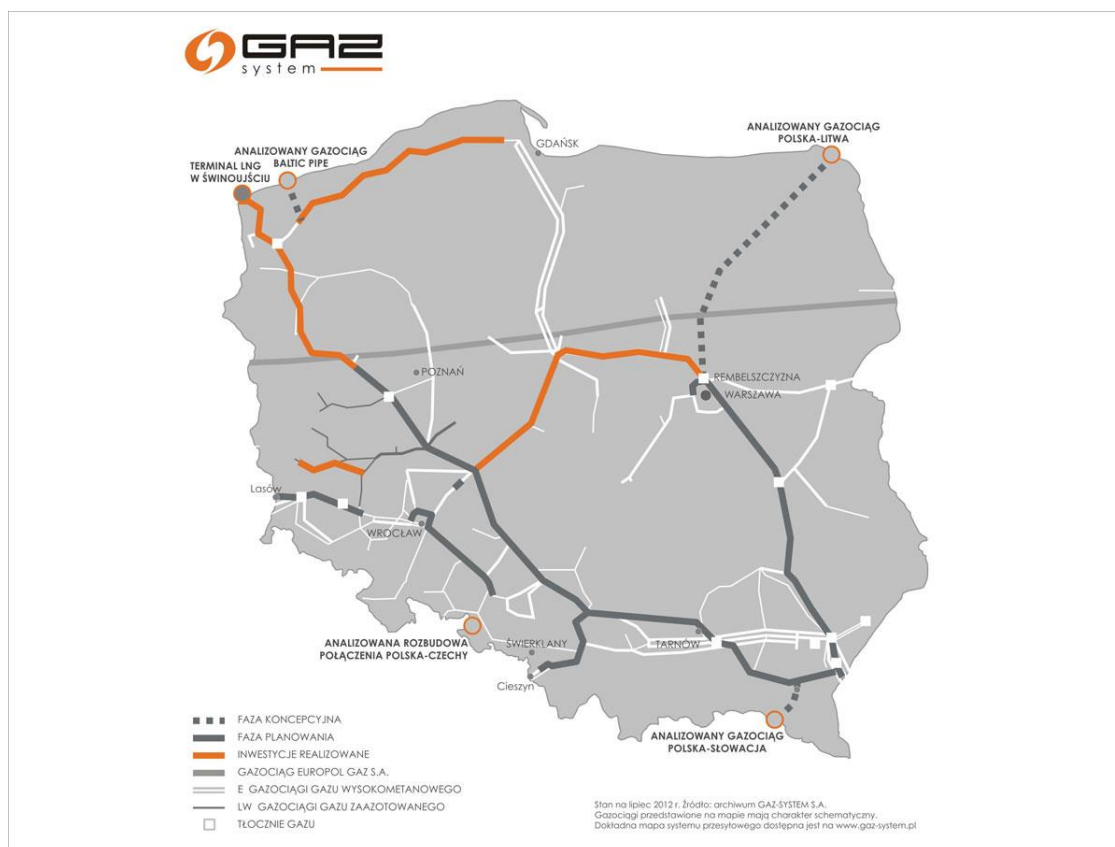 GAZ
system
ANALIZOWANY GAZOCIĄG
POLSKA-LITWA
ANALIZOWANY GAZOCIĄG
BALTIC PIPE
TERMINAL LNG
W ŚWINOUJŚCIU
GDAŃSK
POZNAŃ
REMBELSZCZYZNA
WARSZAWA
Lasów
WROCŁAW
ANALIZOWANA ROZBUDOWA
POŁĄCZENIA POLSKA-CZECHY
ŚWIERKLANY
TARNÓW
Cieszyn
ANALIZOWANY GAZOCIĄG
POLSKA-SŁOWACJA
FAZA KONCEPCYJNA
FAZA PLANOWANIA
INWESTYCJE REALIZOWANE
GAZOCIĄG EUROPOL GAZ S.A.
E GAZOCIĄGI GAZU WYSOKOMETANOWEGO
LW GAZOCIĄGI GAZU ZAAZOTOWANEGO
TŁOCZNIE GAZU
Stan na lipiec 2012 r. Źródło: archiwum GAZ-SYSTEM S.A.
Gazociągi przedstawione na mapie mają charakter schematyczny.
Dokładna mapa systemu przesyłowego dostępna jest na www.gaz-system.pl